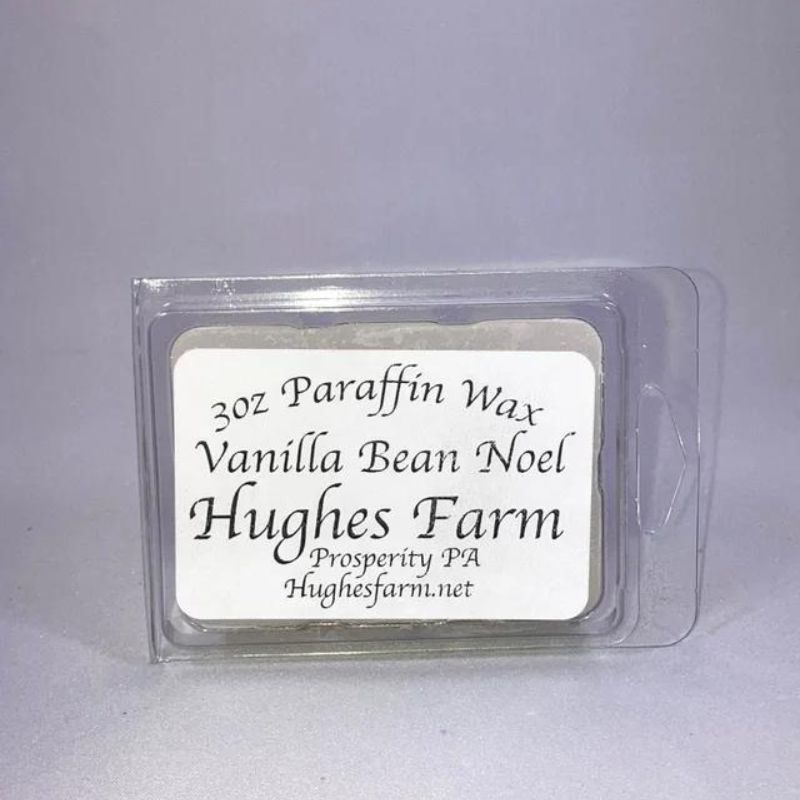 3oz Paraffin Wax
Vanilla Bean Noel
Hughes Farm
Prosperity PA
Hughesfarm.net